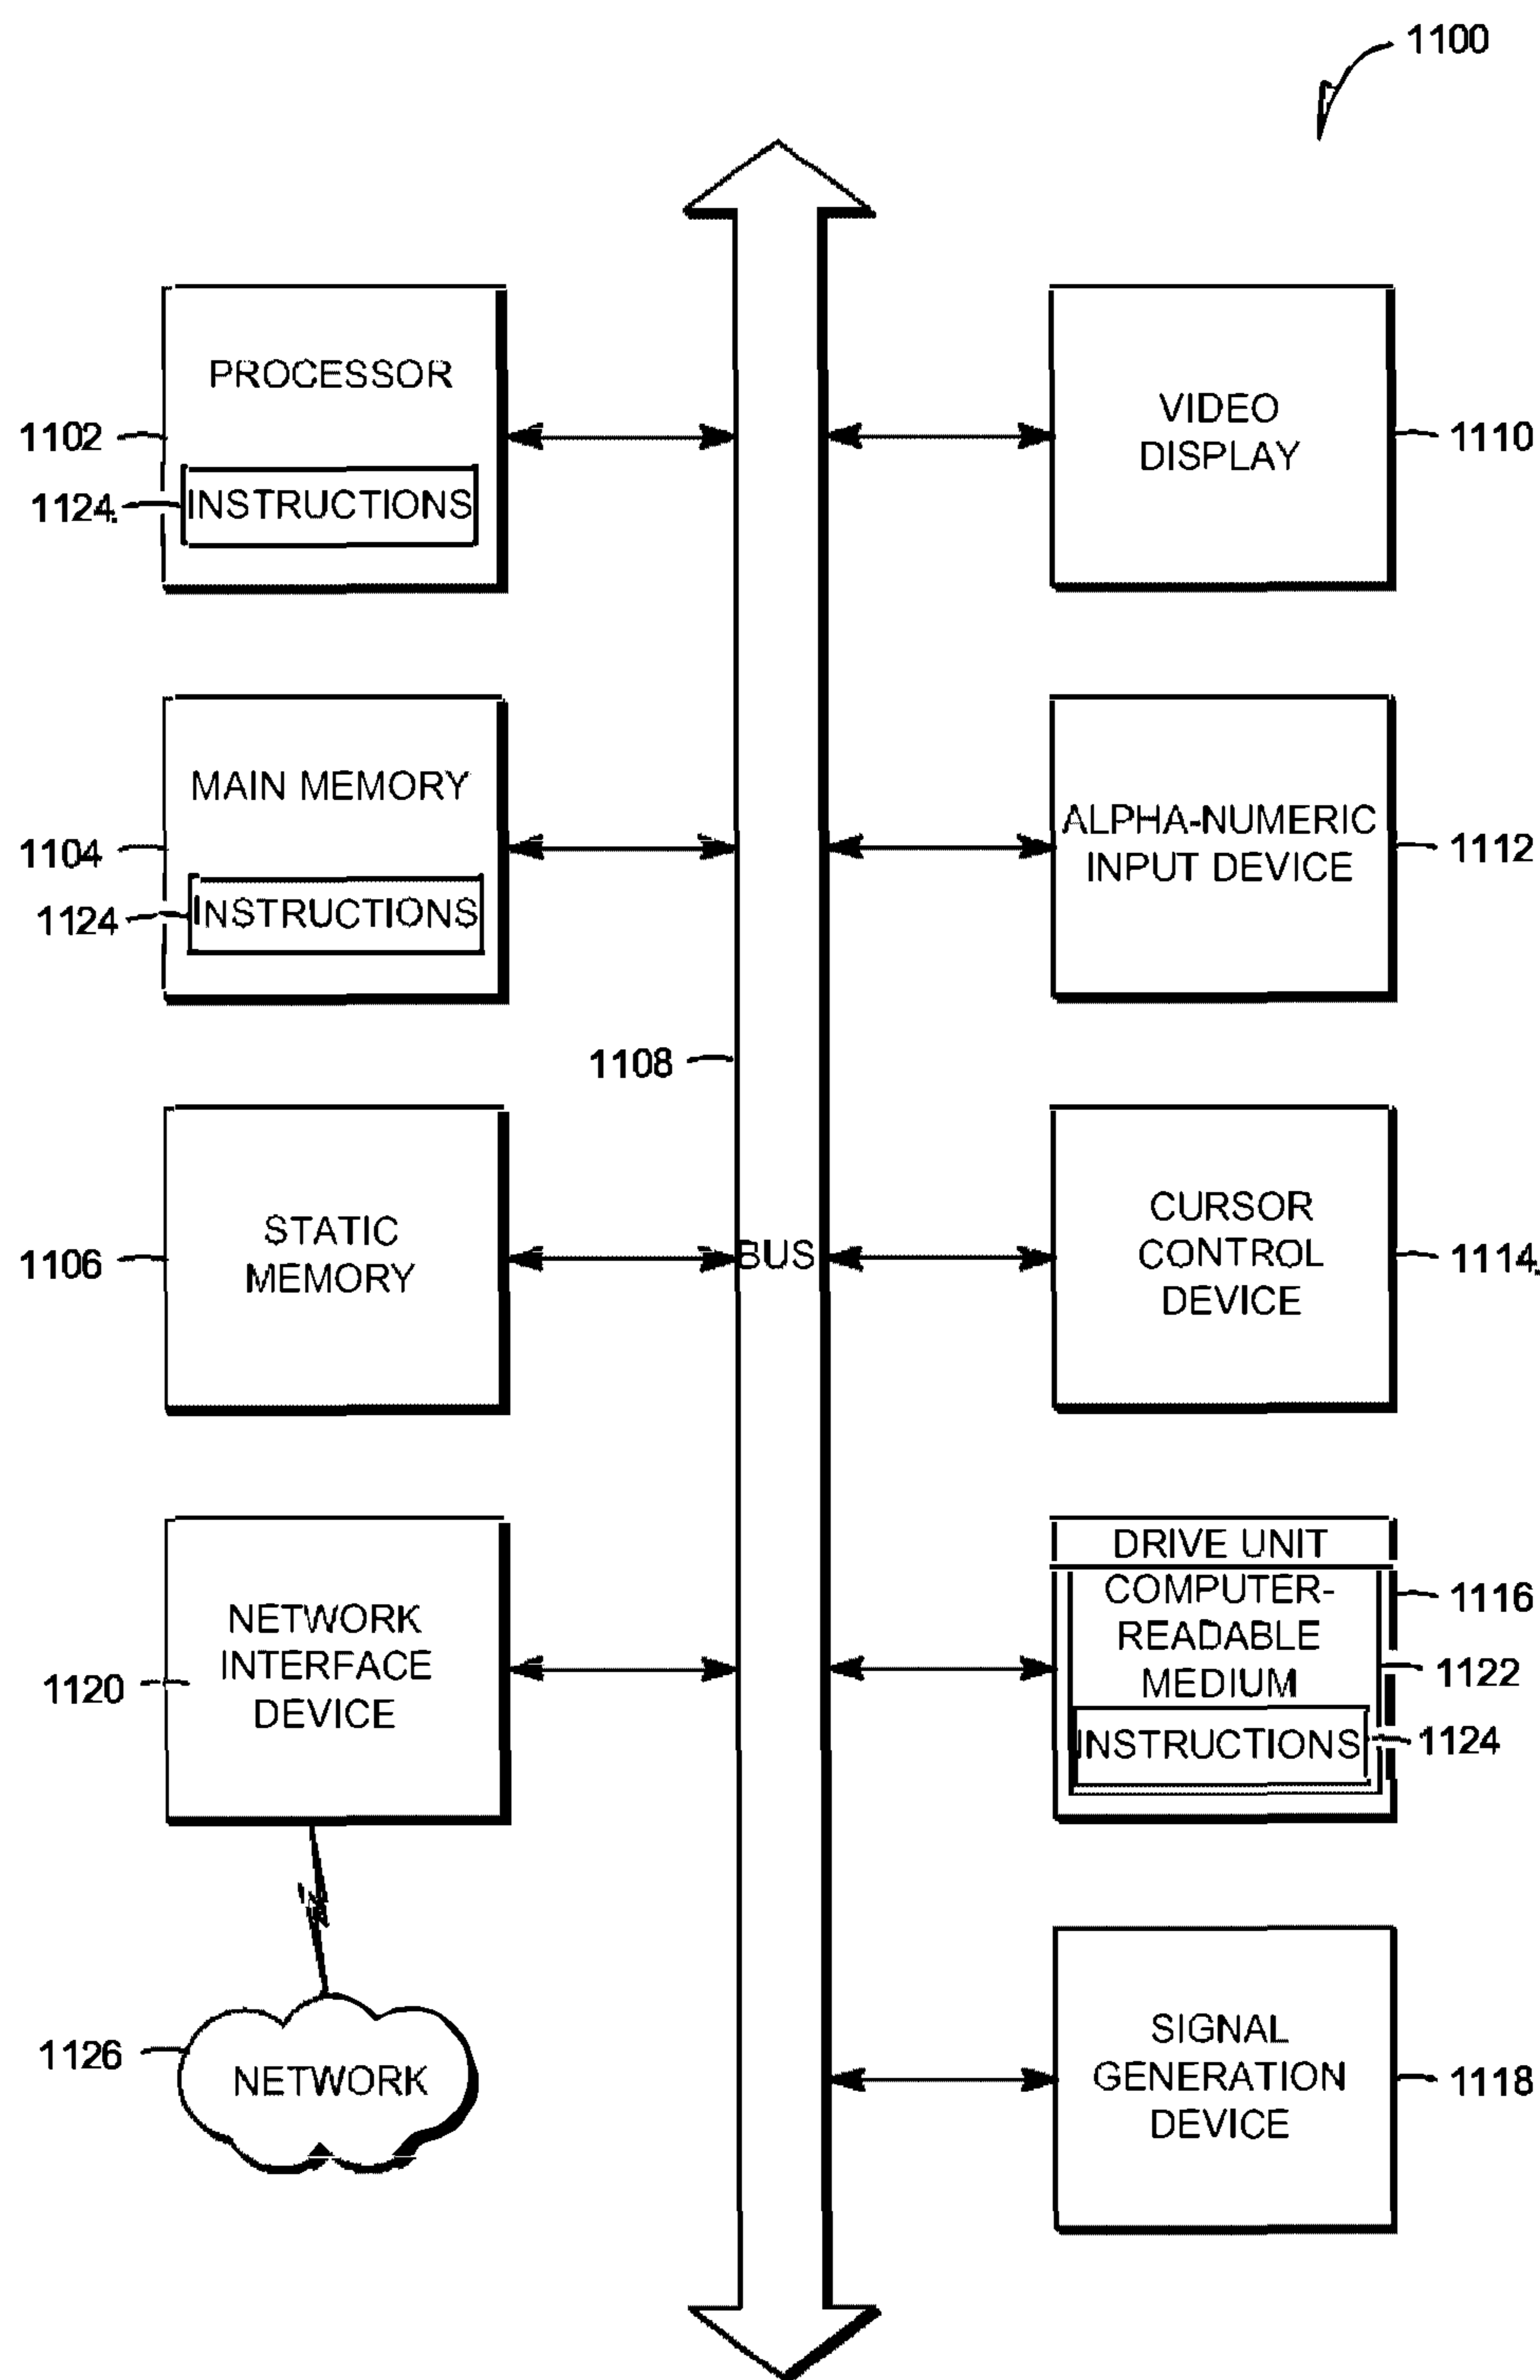 1100
PROCESSOR
1102
1124
INSTRUCTIONS
VIDEO
DISPLAY
1110
MAIN MEMORY
1104
1124
INSTRUCTIONS
ALPHA-NUMERIC
INPUT DEVICE
1112
1108
STATIC
MEMORY
1106
BUS
CURSOR
CONTROL
DEVICE
1114
NETWORK
INTERFACE
DEVICE
1120
DRIVE UNIT
COMPUTER-
READABLE
MEDIUM
INSTRUCTIONS
1116
1122
1124
1126
NETWORK
SIGNAL
GENERATION
DEVICE
1118